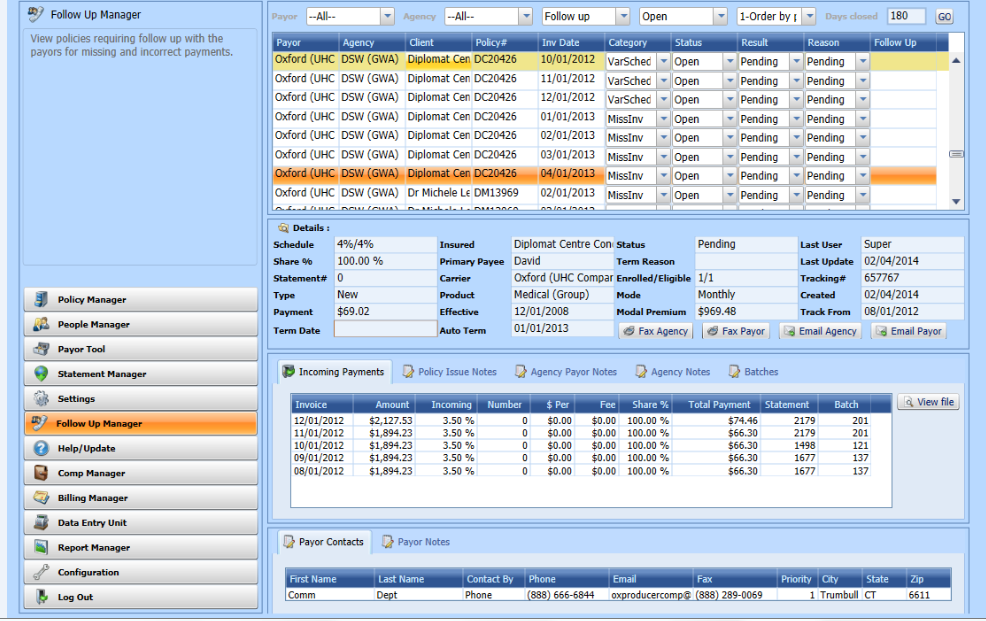 Follow Up Manager
View policies requiring follow up with the
payors for missing and incorrect payments.
Policy Manager
People Manager
Payor Tool
Statement Manager
Settings
Follow Up Manager
Help/Update
Comp Manager
Billing Manager
Data Entry Unit
Report Manager
Configuration
Log Out
Payor --All-- Agency --All-- Follow up Open 1-Order by p Days closed 180 GO
Payor Agency Client Policy# Inv Date Category Status Result Reason Follow Up
Oxford (UHC DSW (GWA) Diplomat Cen DC20426 10/01/2012 VarSched Open Pending Pending
Oxford (UHC DSW (GWA) Diplomat Cen DC20426 11/01/2012 VarSched Open Pending Pending
Oxford (UHC DSW (GWA) Diplomat Cen DC20426 12/01/2012 VarSched Open Pending Pending
Oxford (UHC DSW (GWA) Diplomat Cen DC20426 01/01/2013 MissInv Open Pending Pending
Oxford (UHC DSW (GWA) Diplomat Cen DC20426 02/01/2013 MissInv Open Pending Pending
Oxford (UHC DSW (GWA) Diplomat Cen DC20426 03/01/2013 MissInv Open Pending Pending
Oxford (UHC DSW (GWA) Diplomat Cen DC20426 04/01/2013 MissInv Open Pending Pending
Oxford (UHC DSW (GWA) Dr Michele Le DM13969 02/01/2013 MissInv Open Pending Pending
Details :
Schedule 4%/4% Insured Diplomat Centre Con Status Pending Last User Super
Share % 100.00 % Primary Payee David Term Reason Last Update 02/04/2014
Statement# 0 Carrier Oxford (UHC Compar Enrolled/Eligible 1/1 Tracking# 657767
Type New Product Medical (Group) Mode Monthly Created 02/04/2014
Payment $69.02 Effective 12/01/2008 Modal Premium $969.48 Track From 08/01/2012
Term Date Auto Term 01/01/2013 Fax Agency Fax Payor Email Agency Email Payor
Incoming Payments Policy Issue Notes Agency Payor Notes Agency Notes Batches
View file
Invoice Amount Incoming Number $ Per Fee Share % Total Payment Statement Batch
12/01/2012 $2,127.53 3.50 % 0 $0.00 $0.00 100.00 % $74.46 2179 201
11/01/2012 $1,894.23 3.50 % 0 $0.00 $0.00 100.00 % $66.30 2179 201
10/01/2012 $1,894.23 3.50 % 0 $0.00 $0.00 100.00 % $66.30 1498 121
09/01/2012 $1,894.23 3.50 % 0 $0.00 $0.00 100.00 % $66.30 1677 137
08/01/2012 $1,894.23 3.50 % 0 $0.00 $0.00 100.00 % $66.30 1677 137
Payor Contacts Payor Notes
First Name Last Name Contact By Phone Email Fax Priority City State Zip
Comm Dept Phone (888) 666-6844 oxproducercomp@ (888) 289-0069 1 Trumbull CT 6611